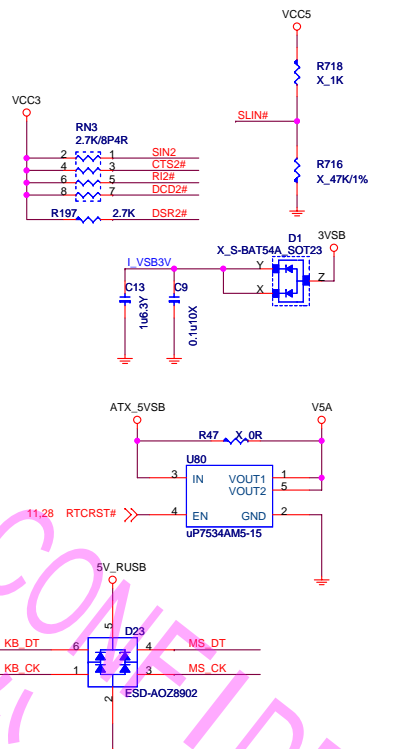 VCC5
R718
X_1K
VCC3
SLIN#
RN3
2.7K/8P4R
2 1 SIN2
4 3 CTS2#
6 5 RI2#
8 7 DCD2#
R716
X_47K/1%
R197 2.7K DSR2#
D1 3VSB
X_S-BAT54A_SOT23
I_VSB3V Y
Z
X
C13 C9
1u6.3Y
0.1u10X
ATX_5VSB V5A
R47 X_0R
U80
3 IN VOUT1 1
VOUT2 5
11,28 RTCRST# 4 EN GND 2
uP7534AM5-15
CONFIDE
5V_RUSB
5 D23
KB_DT 6 4 MS_DT
KB_CK 1 3 MS_CK
2 ESD-AOZ8902